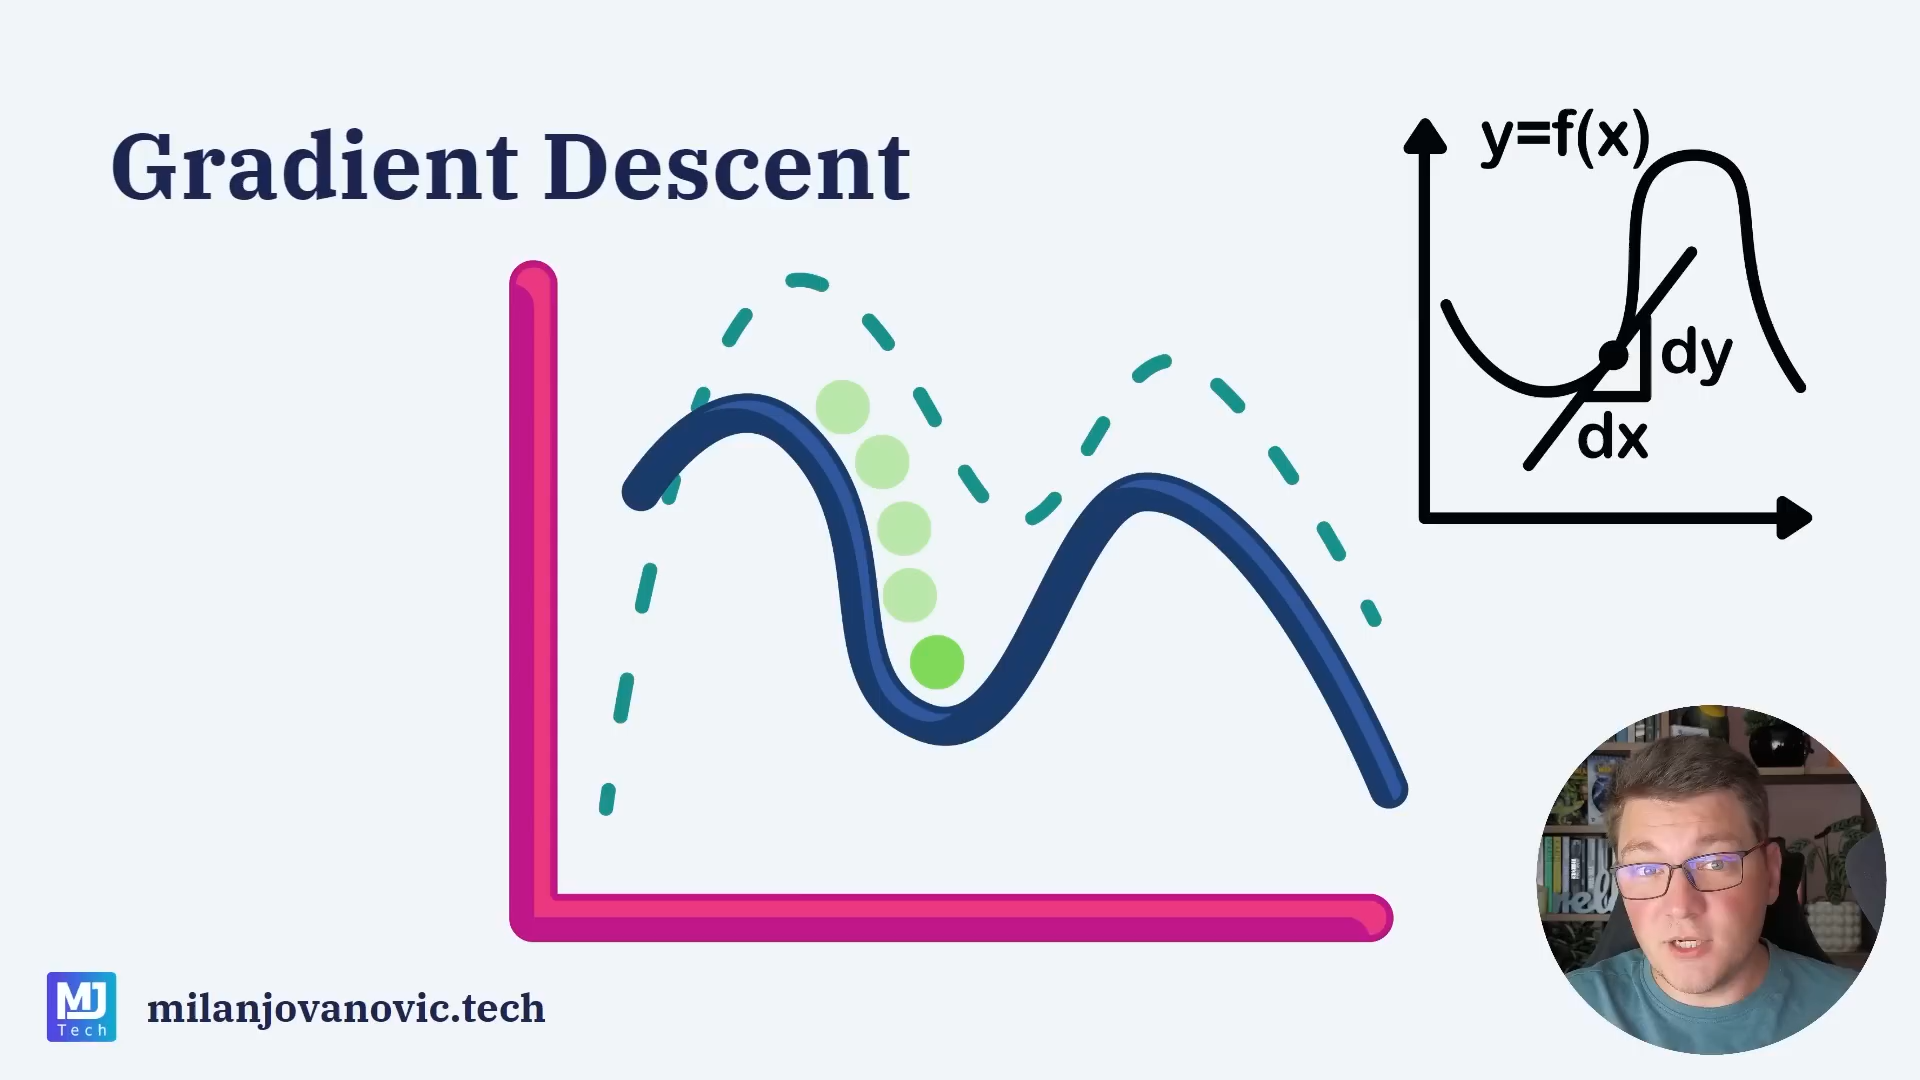 Gradient Descent
y=f(x)
dy
dx
MJ
Tech
milanjovanovic.tech